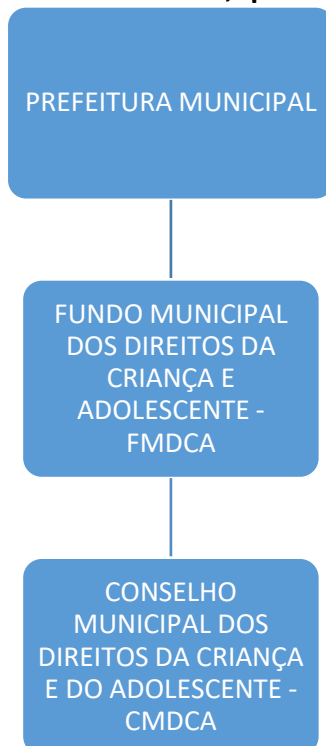 PREFEITURA MUNICIPAL
FUNDO MUNICIPAL
DOS DIREITOS DA
CRIANÇA E
ADOLESCENTE -
FMDCA
CONSELHO
MUNICIPAL DOS
DIREITOS DA CRIANÇA
E DO ADOLESCENTE -
CMDCA